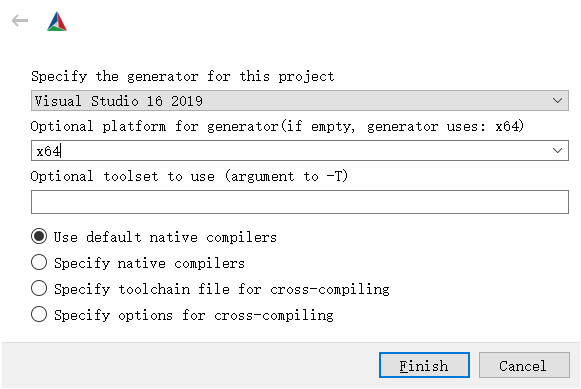 Specify the generator for this project
Visual Studio 16 2019
Optional platform for generator(if empty, generator uses: x64)
x64
Optional toolset to use (argument to -T)
Use default native compilers
Specify native compilers
Specify toolchain file for cross-compiling
Specify options for cross-compiling
Finish Cancel